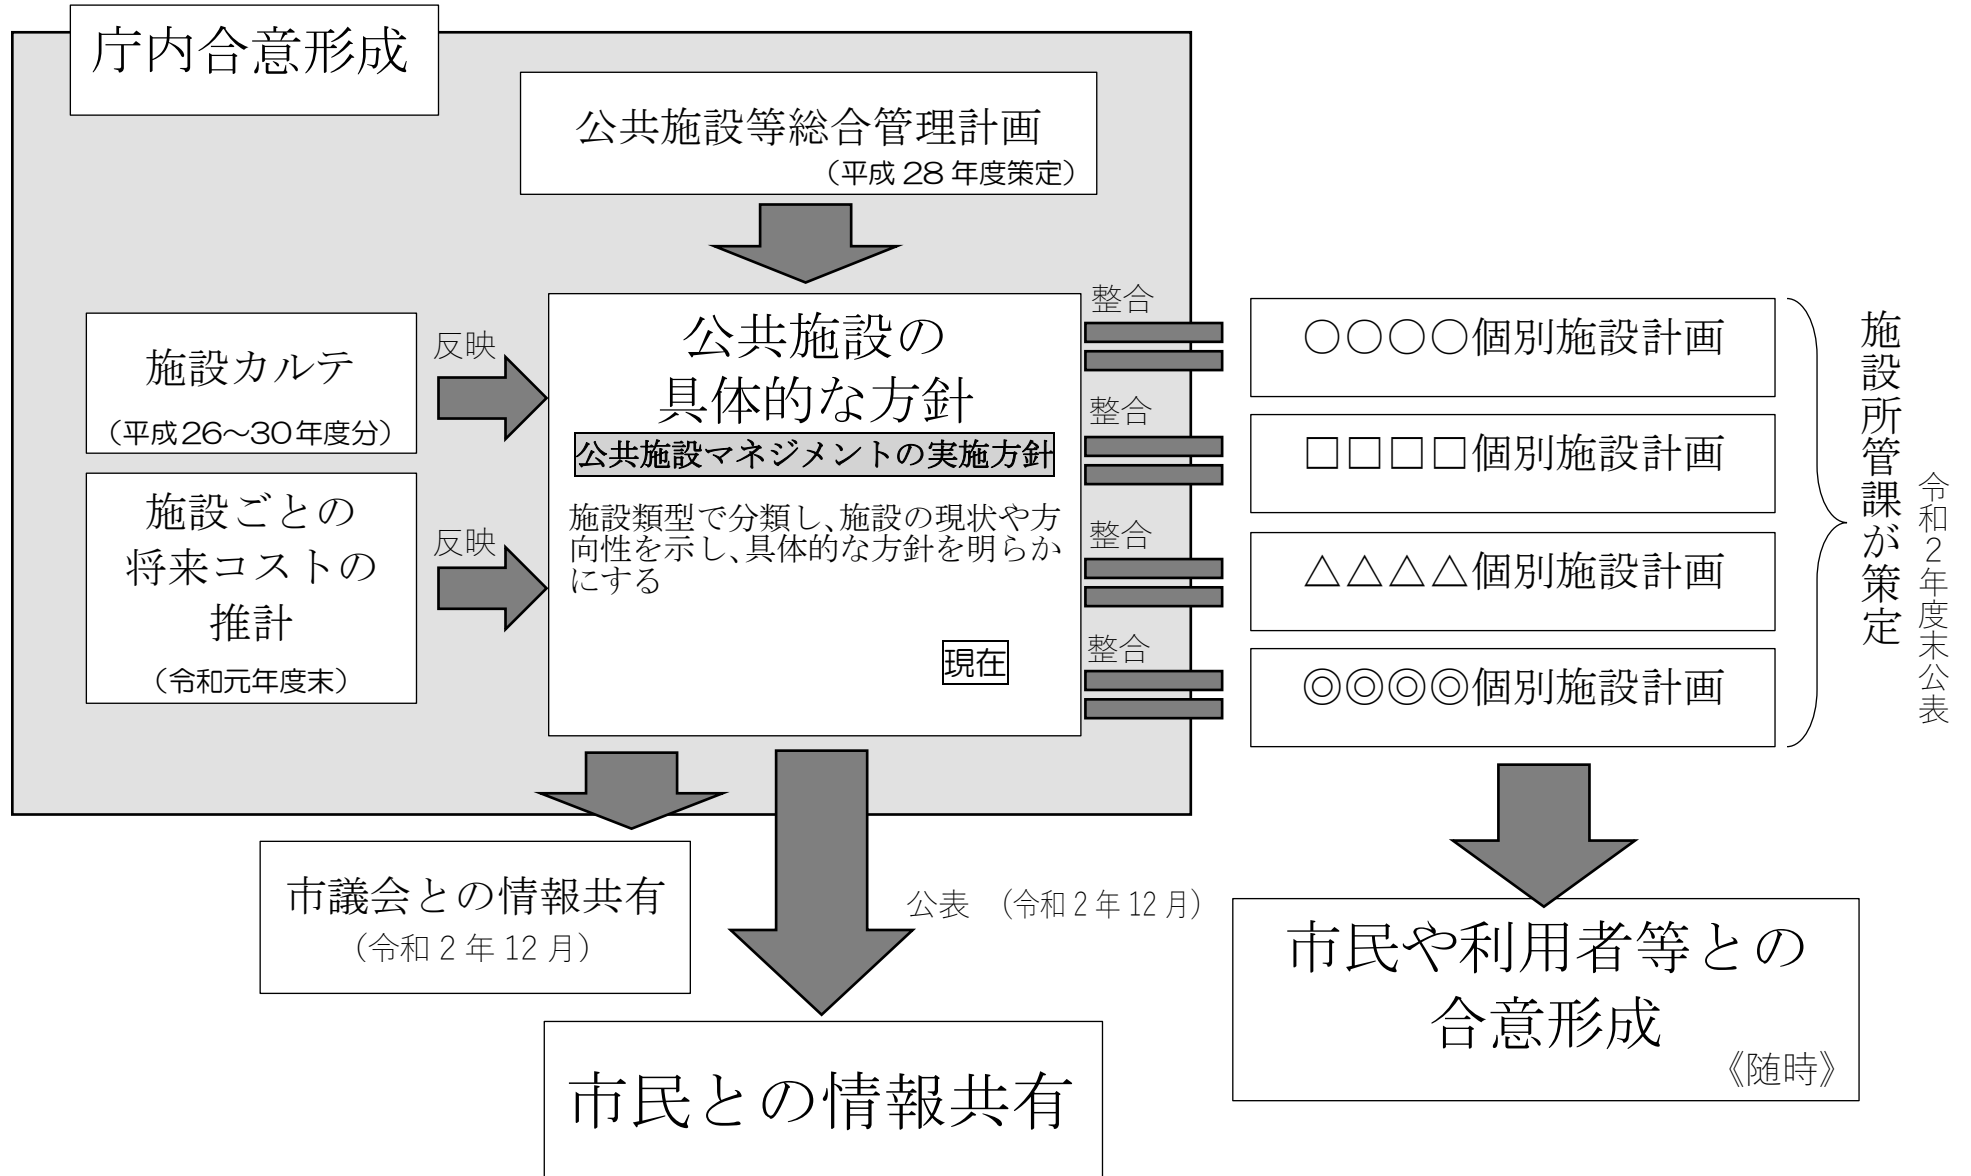 庁内合意形成
公共施設等総合管理計画
（平成 28 年度策定）
施設カルテ
（平成26～30年度分）
反映
施設ごとの
将来コストの
推計
（令和元年度末）
反映
公共施設の
具体的な方針
公共施設マネジメントの実施方針
施設類型で分類し、施設の現状や方
向性を示し、具体的な方針を明らか
にする
現在
整合
整合
整合
整合
○○○○個別施設計画
□□□□個別施設計画
△△△△個別施設計画
◎◎◎◎個別施設計画
施設所管課が策定
令和２年度末公表
市議会との情報共有
（令和 2 年 12 月）
公表　（令和 2 年 12 月）
市民との情報共有
市民や利用者等との
合意形成
《随時》